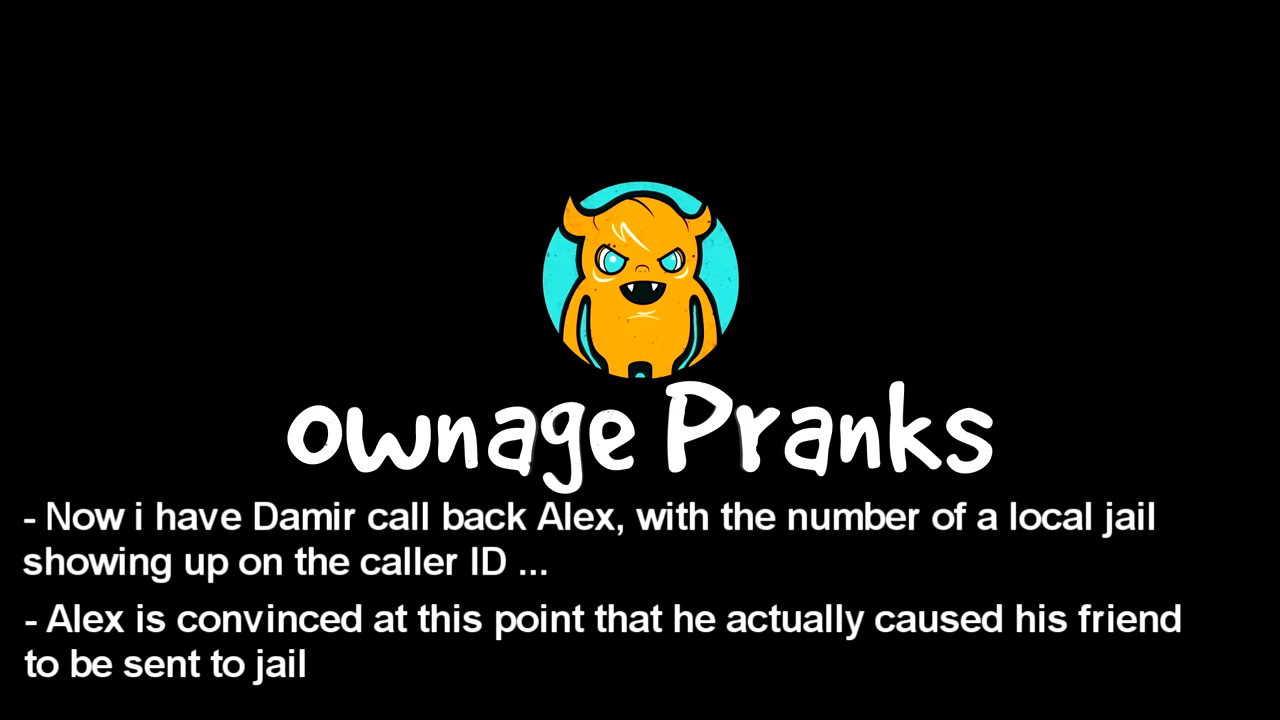 ownage Pranks
- Now i have Damir call back Alex, with the number of a local jail
showing up on the caller ID ...
- Alex is convinced at this point that he actually caused his friend
to be sent to jail